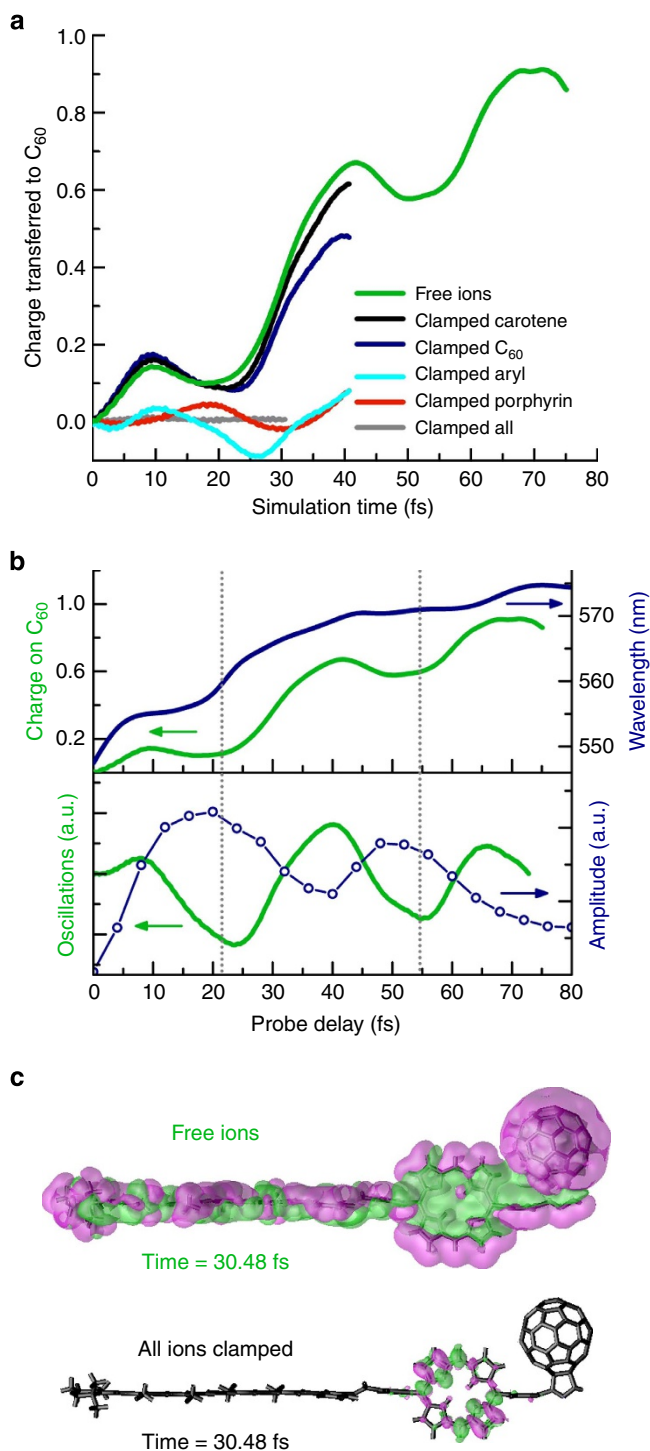 a
1.0
0.8
0.6
0.4
0.2
0.0
Charge transferred to C60
Free ions
Clamped carotene
Clamped C60
Clamped aryl
Clamped porphyrin
Clamped all
0 10 20 30 40 50 60 70 80
Simulation time (fs)
b
1.0
0.6
0.2
Charge on C60
570
560
550
Wavelength (nm)
Oscillations (a.u.)
Amplitude (a.u.)
0 10 20 30 40 50 60 70 80
Probe delay (fs)
c
Free ions
Time = 30.48 fs
All ions clamped
Time = 30.48 fs